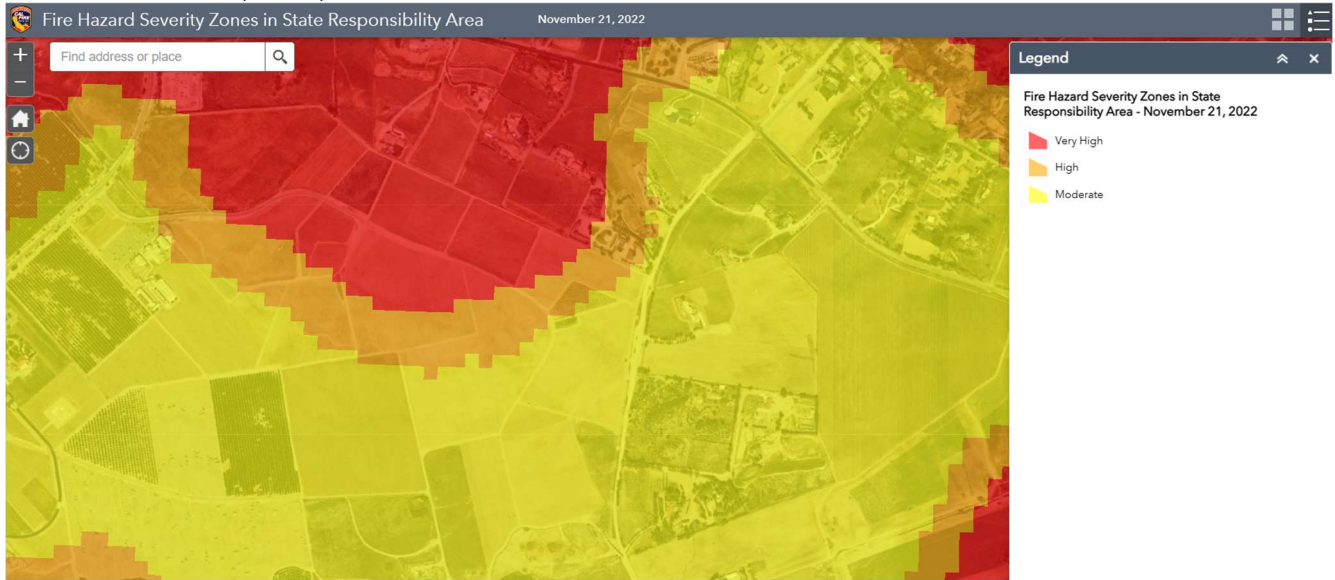 Fire Hazard Severity Zones in State Responsibility Area
November 21, 2022
Find address or place
Legend
Fire Hazard Severity Zones in State
Responsibility Area - November 21, 2022
Very High
High
Moderate